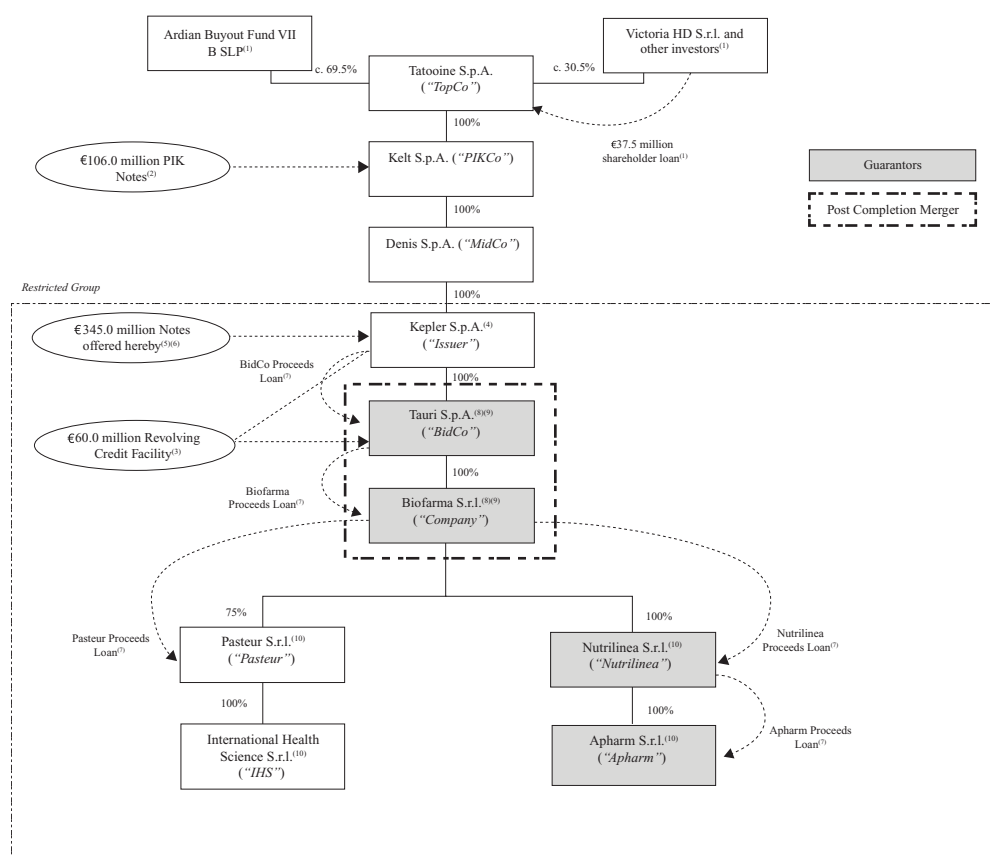 Ardian Buyout Fund VII
B SLP(1)
Victoria HD S.r.l. and
other investors(1)
c. 69.5%
Tatooine S.p.A.
(“TopCo”)
c. 30.5%
100%
€37.5 million
shareholder loan(1)
€106.0 million PIK
Notes(2)
Kelt S.p.A. (“PIKCo”)
Guarantors
100%
Post Completion Merger
Denis S.p.A. (“MidCo”)
Restricted Group
100%
€345.0 million Notes
offered hereby(5)(6)
Kepler S.p.A.(4)
(“Issuer”)
BidCo Proceeds
Loan(7)
100%
€60.0 million Revolving
Credit Facility(3)
Tauri S.p.A.(8)(9)
(“BidCo”)
100%
Biofarma
Proceeds Loan(7)
Biofarma S.r.l.(8)(9)
(“Company”)
75%
100%
Pasteur Proceeds
Loan(7)
Pasteur S.r.l.(10)
(“Pasteur”)
Nutrilinea S.r.l.(10)
(“Nutrilinea”)
Nutrilinea
Proceeds Loan(7)
100%
100%
International Health
Science S.r.l.(10)
(“IHS”)
Apharm S.r.l.(10)
(“Apharm”)
Apharm Proceeds
Loan(7)